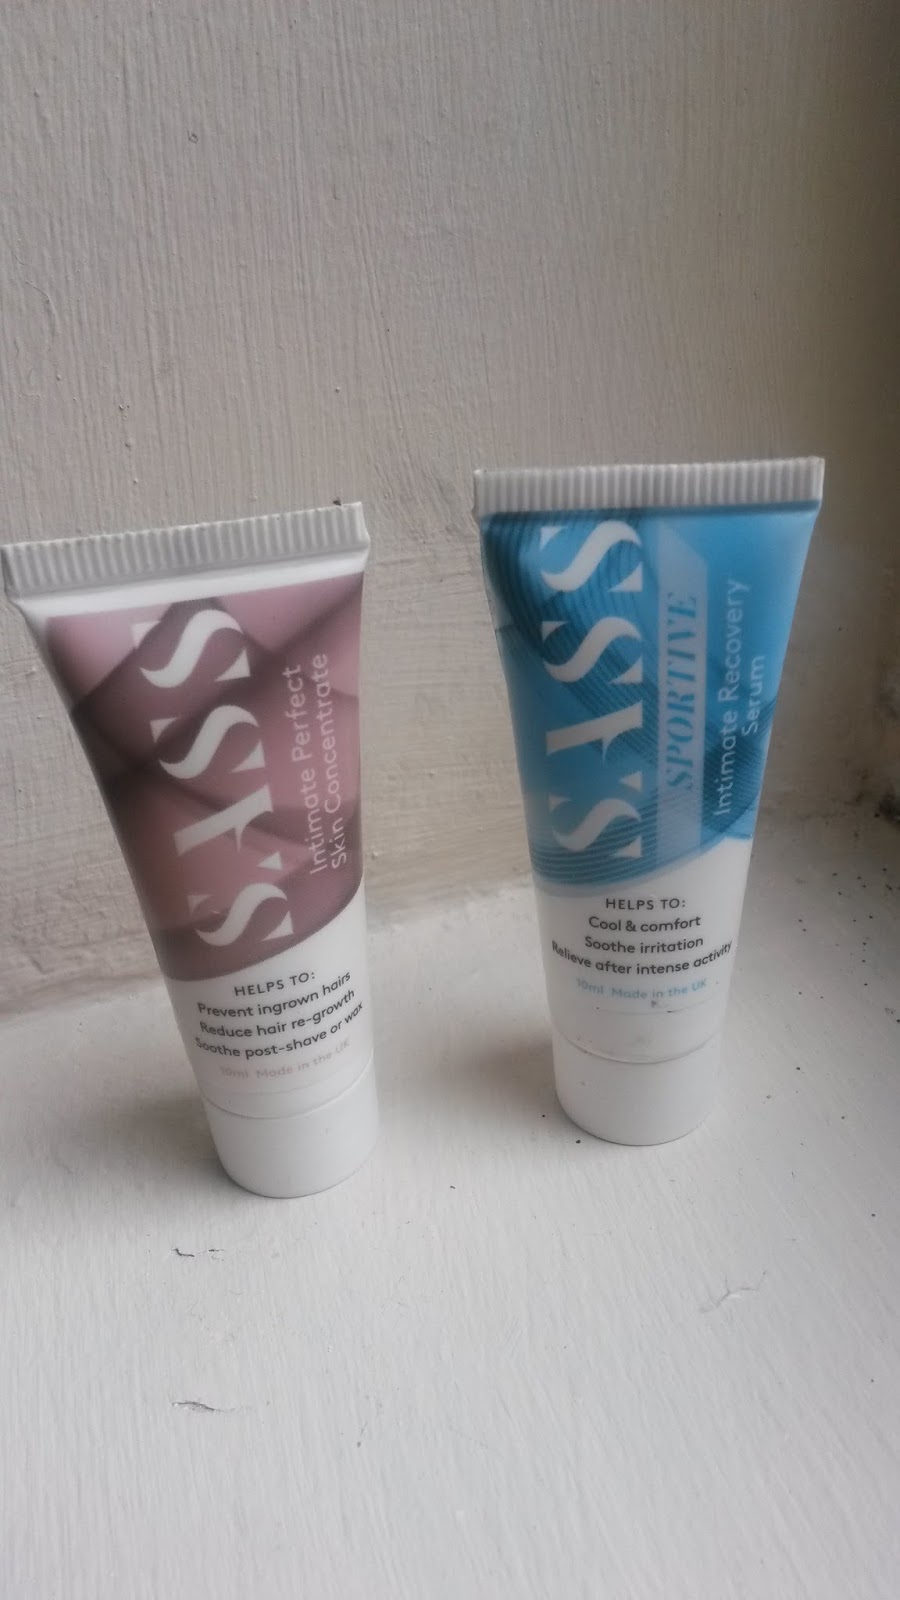 SASS
Intimate Perfect
Skin Concentrate
HELPS TO:
Prevent ingrown hairs
Reduce hair re-growth
Soothe post-shave or wax
10ml Made in the UK
SASS
SPORTIVE
Intimate Recovery
Serum
HELPS TO:
Cool & comfort
Soothe irritation
Relieve after intense activity
10ml Made in the UK